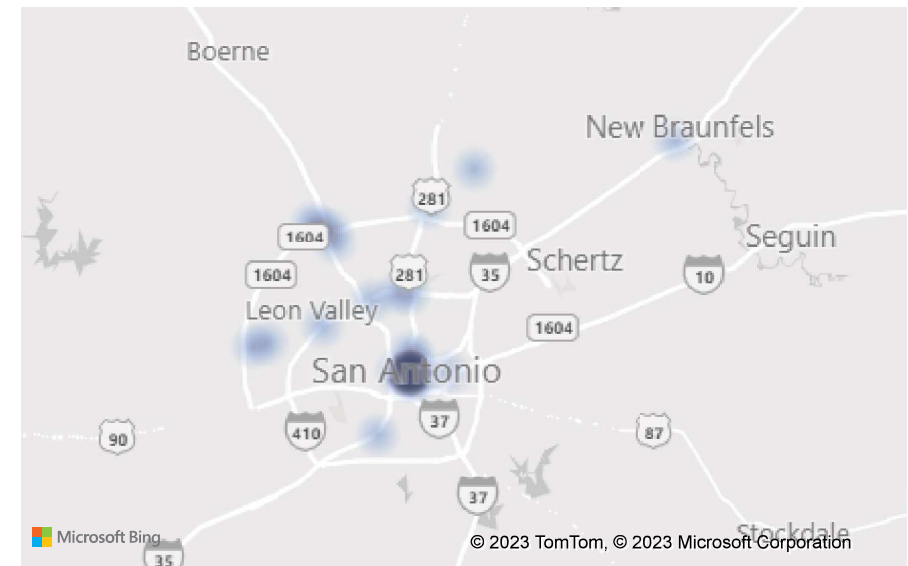 Boerne
New Braunfels
281
1604
1604
Seguin
Schertz
1604
281
35
10
Leon Valley
1604
San Antonio
37
410
90
87
37
Stockdale
Microsoft Bing
© 2023 TomTom, © 2023 Microsoft Corporation
35